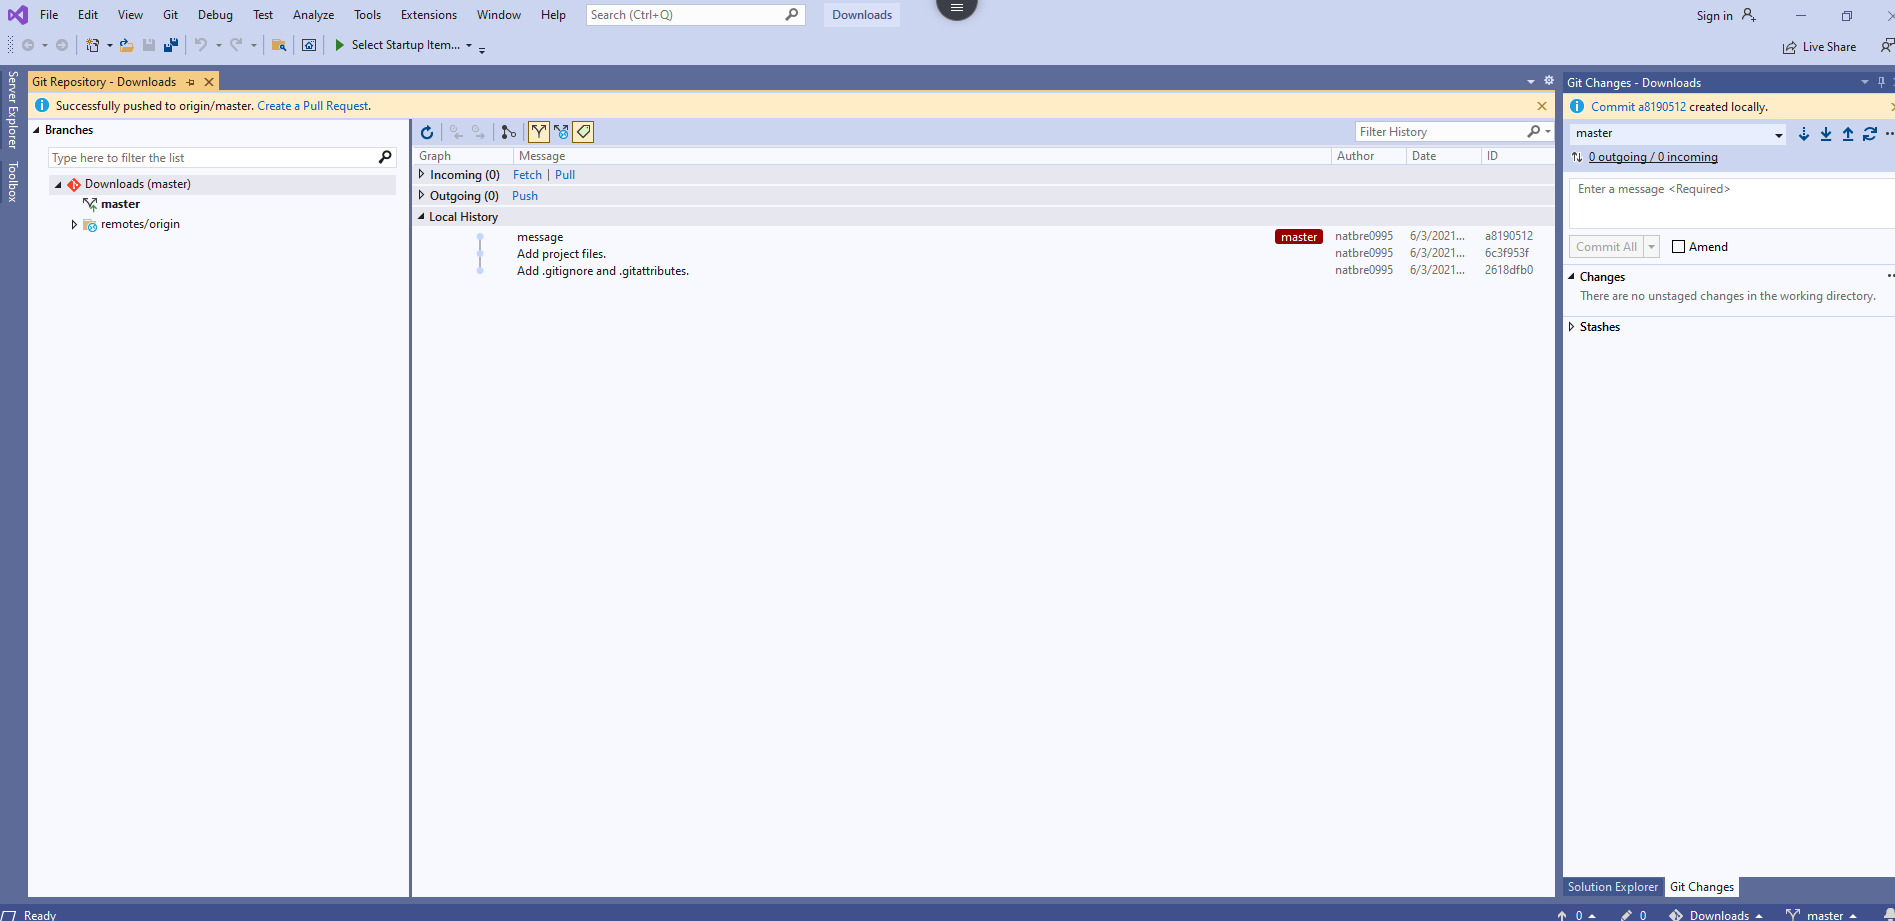 File Edit View Git Debug Test Analyze Tools Extensions Window Help Search (Ctrl+Q) Downloads Sign in
Select Startup Item... Live Share
Server Explorer
Toolbox
Git Repository - Downloads
Successfully pushed to origin/master. Create a Pull Request.
Branches
Type here to filter the list
Downloads (master)
master
remotes/origin
Filter History
Graph Message Author Date ID
Incoming (0) Fetch | Pull
Outgoing (0) Push
Local History
message master natbre0995 6/3/2021... a8190512
Add project files. natbre0995 6/3/2021... 6c3f953f
Add .gitignore and .gitattributes. natbre0995 6/3/2021... 2618dfb0
Git Changes - Downloads
Commit a8190512 created locally.
master
0 outgoing / 0 incoming
Enter a message <Required>
Commit All Amend
Changes
There are no unstaged changes in the working directory.
Stashes
Solution Explorer Git Changes
Ready 0 0 Downloads master